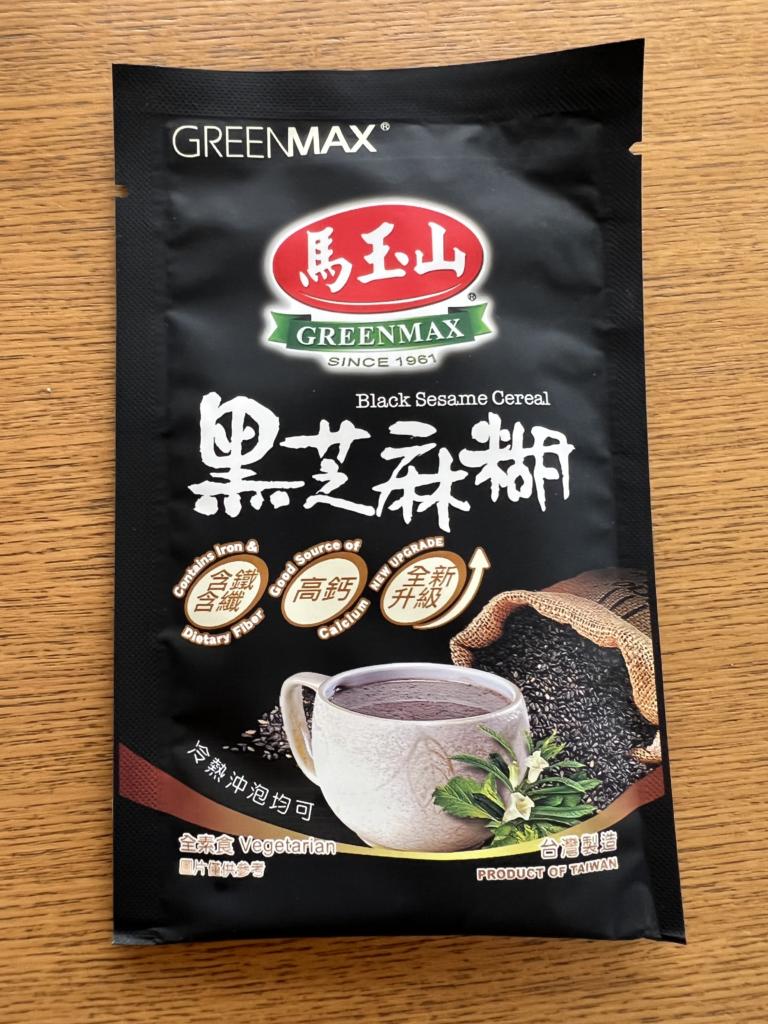 GREENMAX®
馬玉山®
GREENMAX
SINCE 1961
Black Sesame Cereal
黑芝麻糊
Contains Iron &
含鐵
含纖
Dietary Fiber
Good Source of
高鈣
Calcium
NEW UPGRADE
全新
升級
冷熱沖泡均可
全素食 Vegetarian
圖片僅供參考
台灣製造
PRODUCT OF TAIWAN